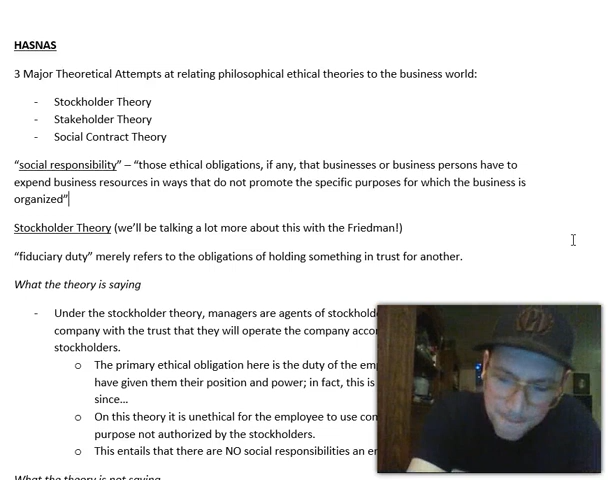 HASNAS
3 Major Theoretical Attempts at relating philosophical ethical theories to the business world:
- Stockholder Theory
- Stakeholder Theory
- Social Contract Theory
“social responsibility” – “those ethical obligations, if any, that businesses or business persons have to
expend business resources in ways that do not promote the specific purposes for which the business is
organized”
Stockholder Theory (we’ll be talking a lot more about this with the Friedman!)
“fiduciary duty” merely refers to the obligations of holding something in trust for another.
What the theory is saying
- Under the stockholder theory, managers are agents of
company with the trust that they will operate the company
stockholders.
o The primary ethical obligation here is the duty of the
have given them their position and power; in fact, this is
since…
o On this theory it is unethical for the employee to use
purpose not authorized by the stockholders.
o This entails that there are NO social responsibilities
What the theory is not saying